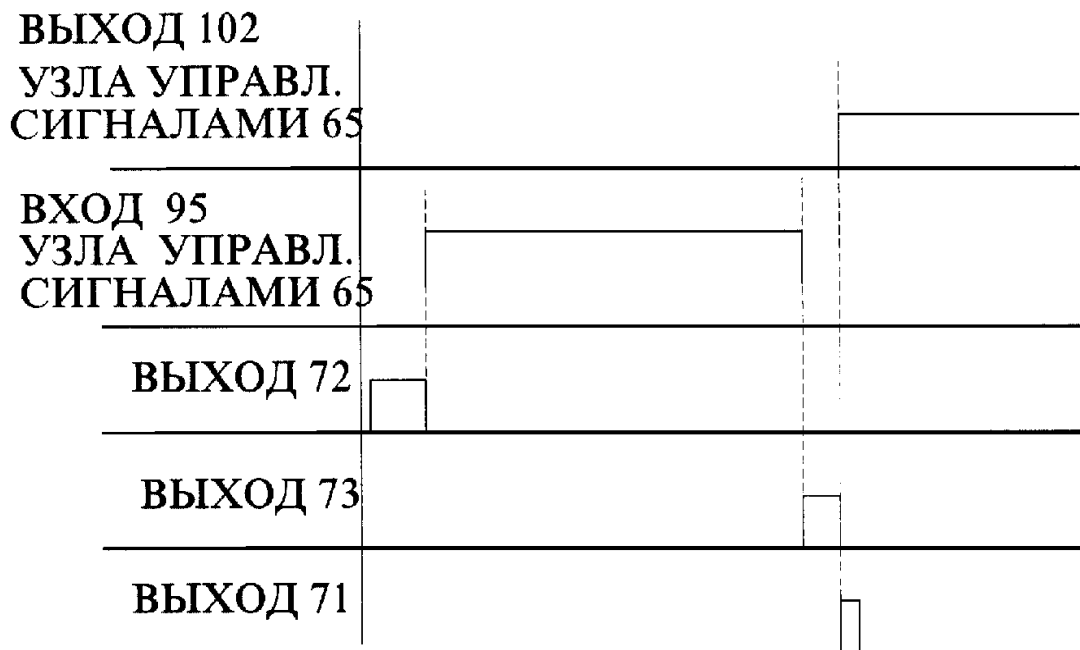 ВЫХОД 102
УЗЛА УПРАВЛ.
СИГНАЛАМИ 65
ВХОД 95
УЗЛА УПРАВЛ.
СИГНАЛАМИ 65
ВЫХОД 72
ВЫХОД 73
ВЫХОД 71